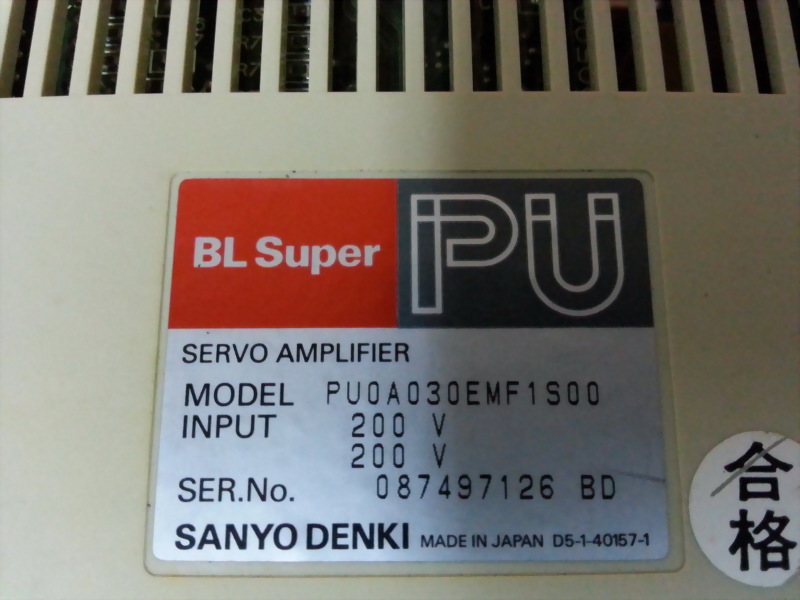 BL Super PU
SERVO AMPLIFIER
MODEL PU0A030EMF1S00
INPUT 200 V
200 V
SER.No. 087497126 BD
SANYO DENKI MADE IN JAPAN D5-1-40157-1
合格